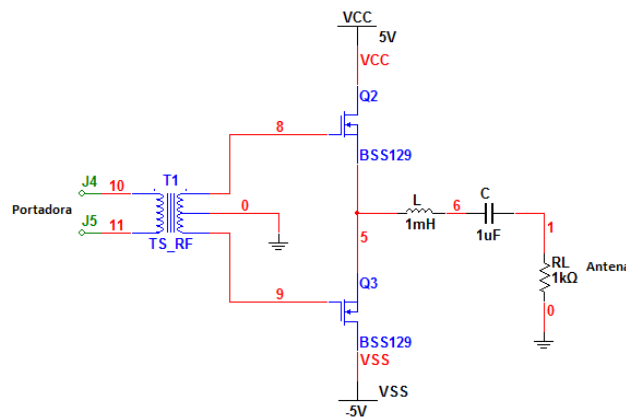 VCC
5V
VCC
Q2
8
BSS129
J4
10
T1
Portadora
0
L
6
C
J5
11
1mH
1uF
1
TS_RF
5
RL
1kΩ
Antena
Q3
9
0
BSS129
VSS
VSS
-5V